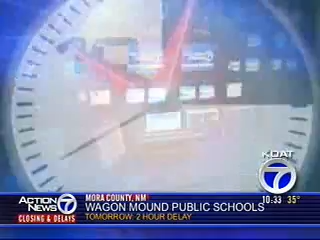 KOAT
7
10:33 35°
ACTION
NEWS 7
CLOSING & DELAYS
MORA COUNTY, NM
WAGON MOUND PUBLIC SCHOOLS
TOMORROW: 2 HOUR DELAY